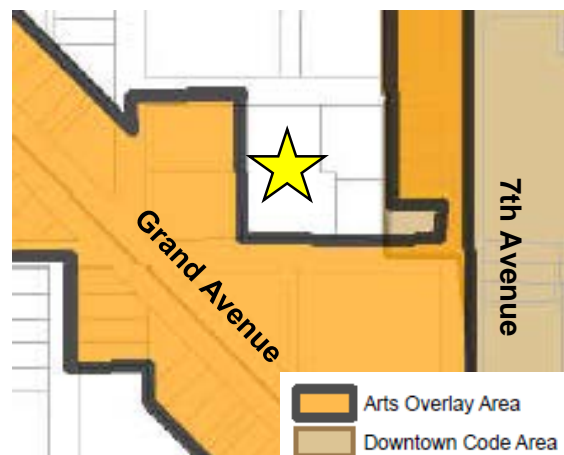 Grand Avenue
7th Avenue
Arts Overlay Area
Downtown Code Area